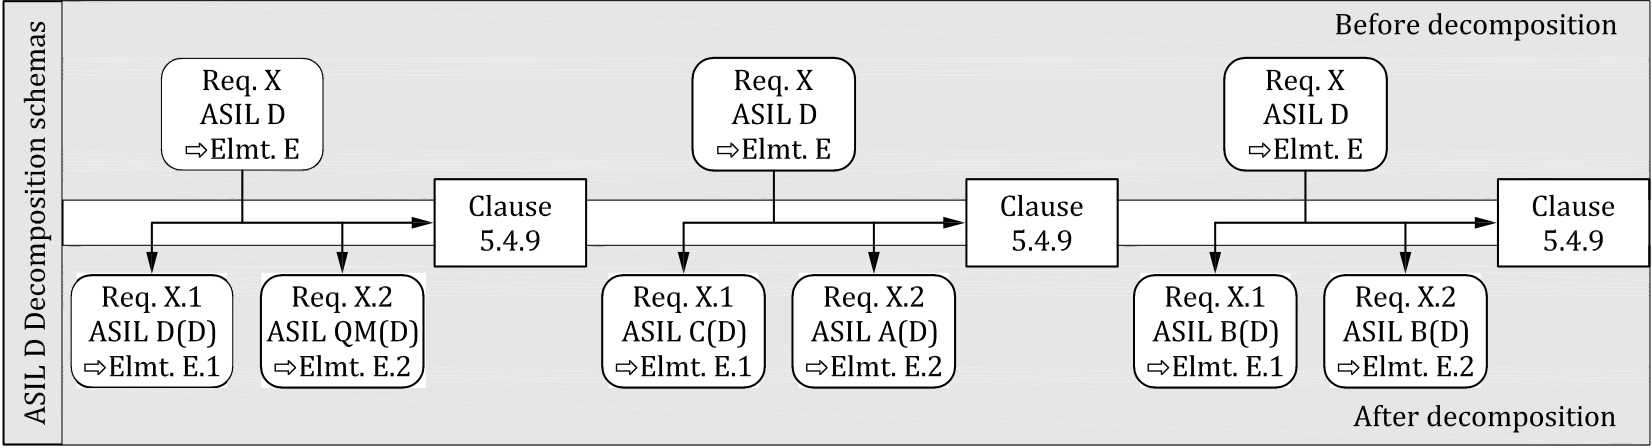 ASIL D Decomposition schemas
Before decomposition
Req. X
ASIL D
⇨Elmt. E
Req. X
ASIL D
⇨Elmt. E
Req. X
ASIL D
⇨Elmt. E
Clause
5.4.9
Clause
5.4.9
Clause
5.4.9
Req. X.1
ASIL D(D)
⇨Elmt. E.1
Req. X.2
ASIL QM(D)
⇨Elmt. E.2
Req. X.1
ASIL C(D)
⇨Elmt. E.1
Req. X.2
ASIL A(D)
⇨Elmt. E.2
Req. X.1
ASIL B(D)
⇨Elmt. E.1
Req. X.2
ASIL B(D)
⇨Elmt. E.2
After decomposition